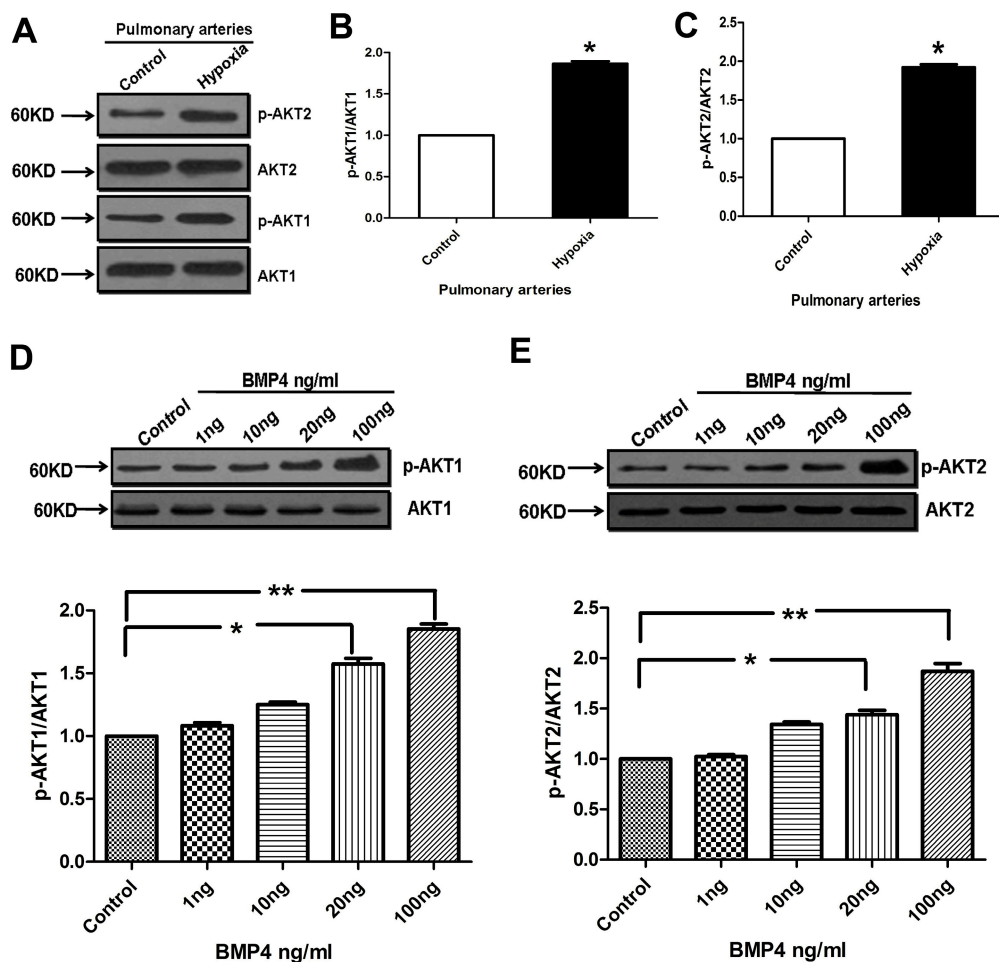 A
Pulmonary arteries
Control Hypoxia
60KD p-AKT2
60KD AKT2
60KD p-AKT1
60KD AKT1
B
*
2.0
1.5
1.0
0.5
0.0
p-AKT1/AKT1
Control Hypoxia
Pulmonary arteries
C
*
2.5
2.0
1.5
1.0
0.5
0.0
p-AKT2/AKT2
Control Hypoxia
Pulmonary arteries
D
BMP4 ng/ml
Control 1ng 10ng 20ng 100ng
60KD p-AKT1
60KD AKT1
**
*
2.0
1.5
1.0
0.5
0.0
p-AKT1/AKT1
Control 1ng 10ng 20ng 100ng
BMP4 ng/ml
E
BMP4 ng/ml
Control 1ng 10ng 20ng 100ng
60KD p-AKT2
60KD AKT2
**
*
2.5
2.0
1.5
1.0
0.5
0.0
p-AKT2/AKT2
Control 1ng 10ng 20ng 100ng
BMP4 ng/ml